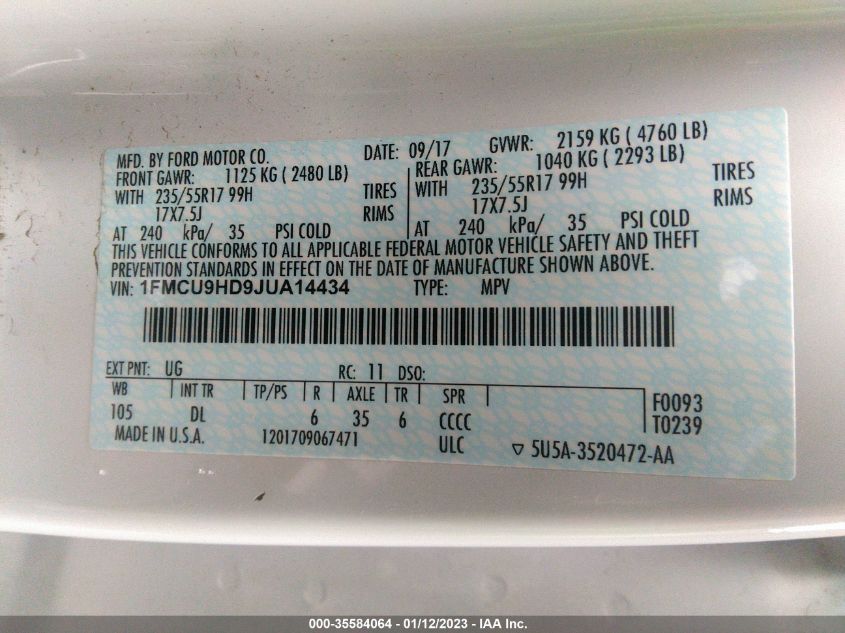 MFD. BY FORD MOTOR CO. DATE: 09/17 GVWR: 2159 KG ( 4760 LB)
FRONT GAWR: 1125 KG ( 2480 LB) REAR GAWR: 1040 KG ( 2293 LB)
WITH 235/55R17 99H TIRES WITH 235/55R17 99H TIRES
17X7.5J RIMS 17X7.5J RIMS
AT 240 kPa/ 35 PSI COLD AT 240 kPa/ 35 PSI COLD
THIS VEHICLE CONFORMS TO ALL APPLICABLE FEDERAL MOTOR VEHICLE SAFETY AND THEFT
PREVENTION STANDARDS IN EFFECT ON THE DATE OF MANUFACTURE SHOWN ABOVE.
VIN: 1FMCU9HD9JUA14434 TYPE: MPV
EXT PNT: UG RC: 11 DSO:
WB INT TR TP/PS R AXLE TR SPR F0093
105 DL 6 35 6 CCCC T0239
MADE IN U.S.A. 1201709067471 ULC ▽ 5U5A-3520472-AA
000-35584064 - 01/12/2023 - IAA Inc.